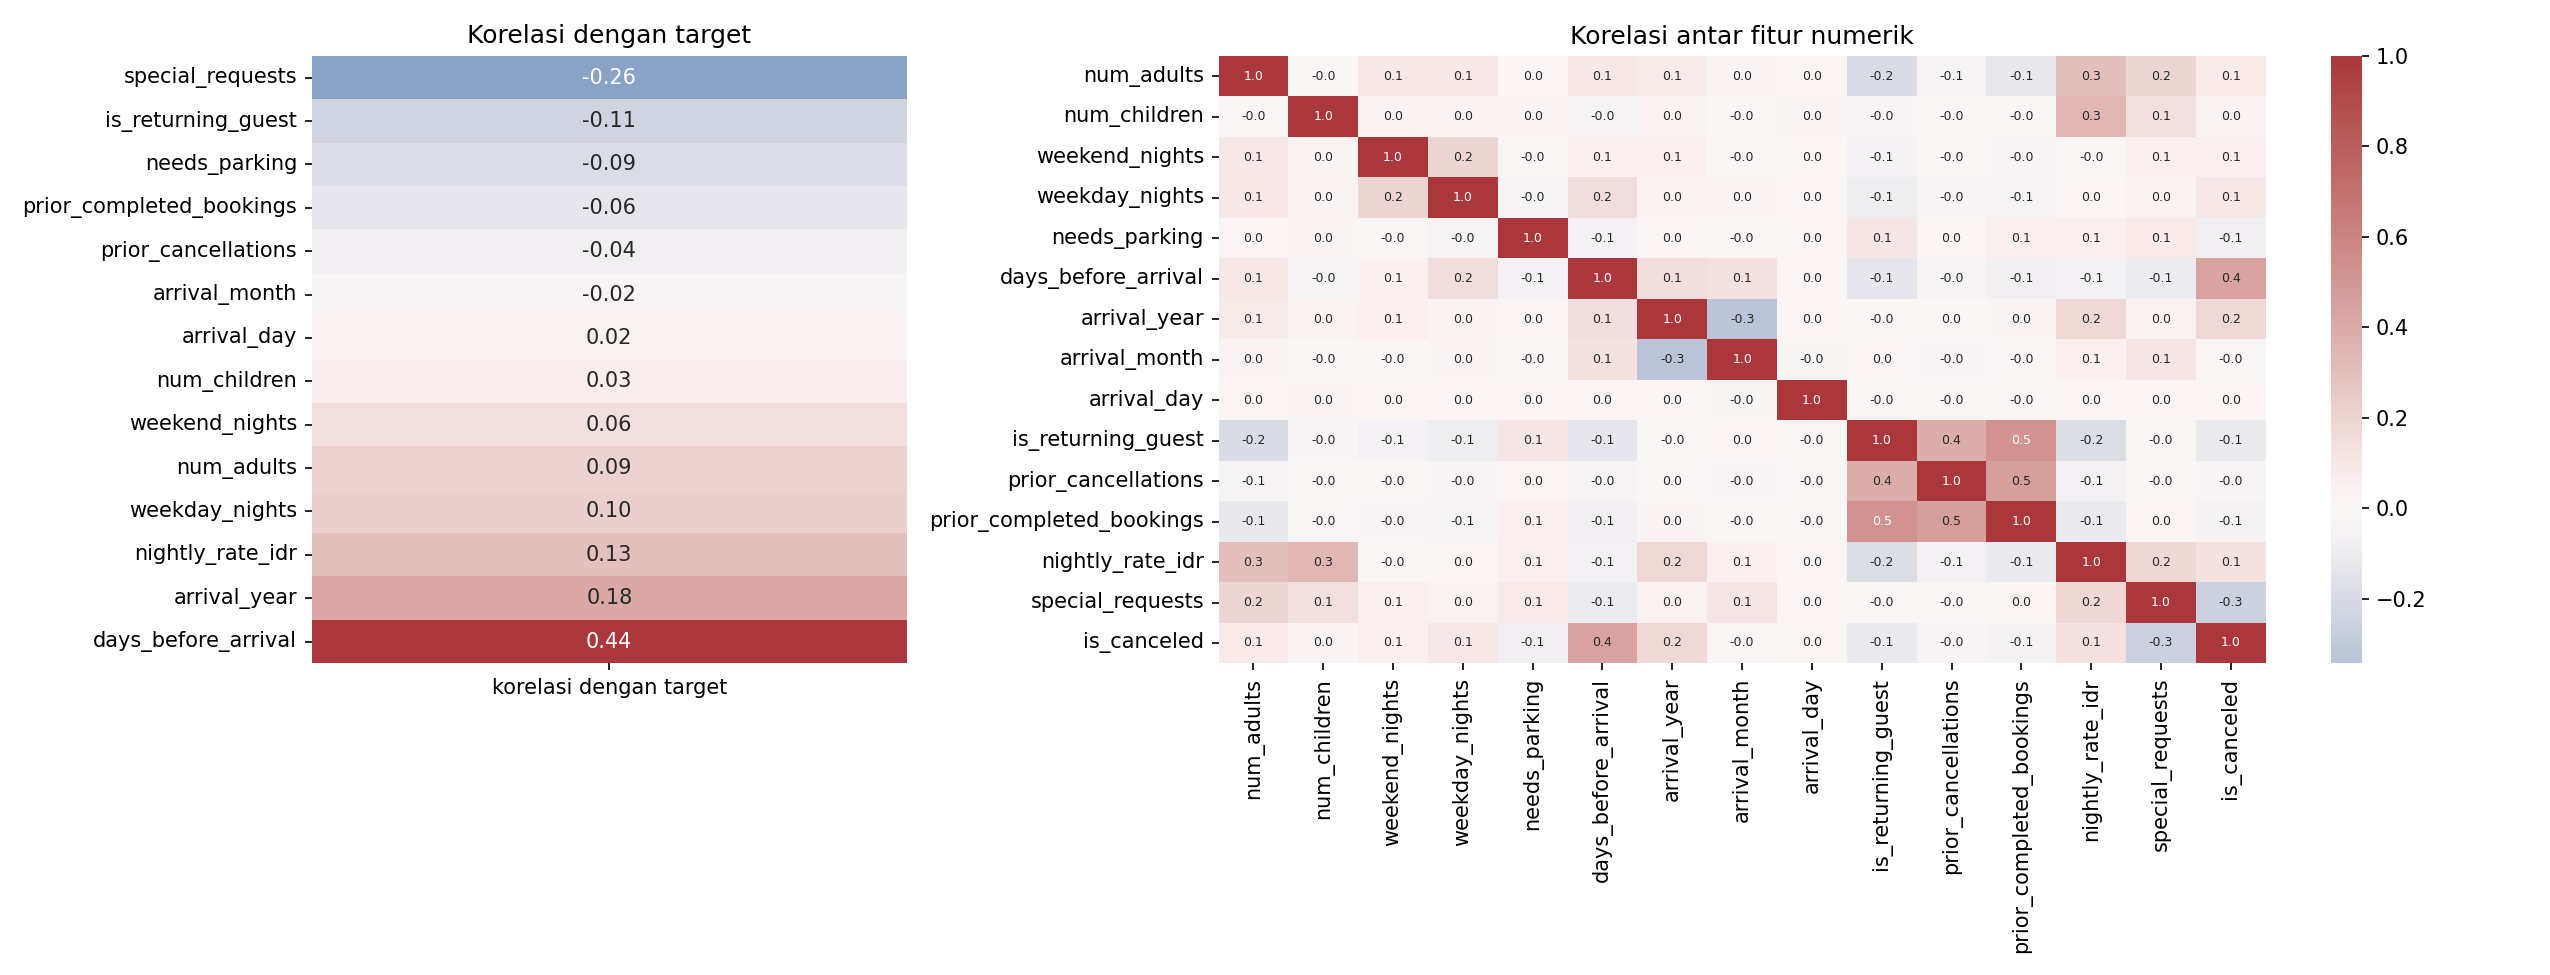 Korelasi dengan target
special_requests -0.26
is_returning_guest -0.11
needs_parking -0.09
prior_completed_bookings -0.06
prior_cancellations -0.04
arrival_month -0.02
arrival_day 0.02
num_children 0.03
weekend_nights 0.06
num_adults 0.09
weekday_nights 0.10
nightly_rate_idr 0.13
arrival_year 0.18
days_before_arrival 0.44
korelasi dengan target
Korelasi antar fitur numerik
num_adults 1.0 -0.0 0.1 0.1 0.0 0.1 0.1 0.0 0.0 -0.2 -0.1 -0.1 0.3 0.2 0.1
num_children -0.0 1.0 0.0 0.0 0.0 -0.0 0.0 -0.0 0.0 -0.0 -0.0 -0.0 0.3 0.1 0.0
weekend_nights 0.1 0.0 1.0 0.2 -0.0 0.1 0.1 -0.0 0.0 -0.1 -0.0 -0.0 -0.0 0.1 0.1
weekday_nights 0.1 0.0 0.2 1.0 -0.0 0.2 0.0 0.0 0.0 -0.1 -0.0 -0.1 0.0 0.0 0.1
needs_parking 0.0 0.0 -0.0 -0.0 1.0 -0.1 0.0 -0.0 0.0 0.1 0.0 0.1 0.1 0.1 -0.1
days_before_arrival 0.1 -0.0 0.1 0.2 -0.1 1.0 0.1 0.1 0.0 -0.1 -0.0 -0.1 -0.1 -0.1 0.4
arrival_year 0.1 0.0 0.1 0.0 0.0 0.1 1.0 -0.3 0.0 -0.0 0.0 0.0 0.2 0.0 0.2
arrival_month 0.0 -0.0 -0.0 0.0 -0.0 0.1 -0.3 1.0 -0.0 0.0 -0.0 -0.0 0.1 0.1 -0.0
arrival_day 0.0 0.0 0.0 0.0 0.0 0.0 0.0 -0.0 1.0 -0.0 -0.0 -0.0 0.0 0.0 0.0
is_returning_guest -0.2 -0.0 -0.1 -0.1 0.1 -0.1 -0.0 0.0 -0.0 1.0 0.4 0.5 -0.2 -0.0 -0.1
prior_cancellations -0.1 -0.0 -0.0 -0.0 0.0 -0.0 0.0 -0.0 -0.0 0.4 1.0 0.5 -0.1 -0.0 -0.0
prior_completed_bookings -0.1 -0.0 -0.0 -0.1 0.1 -0.1 0.0 -0.0 -0.0 0.5 0.5 1.0 -0.1 0.0 -0.1
nightly_rate_idr 0.3 0.3 -0.0 0.0 0.1 -0.1 0.2 0.1 0.0 -0.2 -0.1 -0.1 1.0 0.2 0.1
special_requests 0.2 0.1 0.1 0.0 0.1 -0.1 0.0 0.1 0.0 -0.0 -0.0 0.0 0.2 1.0 -0.3
is_canceled 0.1 0.0 0.1 0.1 -0.1 0.4 0.2 -0.0 0.0 -0.1 -0.0 -0.1 0.1 -0.3 1.0
num_adults
num_children
weekend_nights
weekday_nights
needs_parking
days_before_arrival
arrival_year
arrival_month
arrival_day
is_returning_guest
prior_cancellations
prior_completed_bookings
nightly_rate_idr
special_requests
is_canceled
1.0
0.8
0.6
0.4
0.2
0.0
−0.2